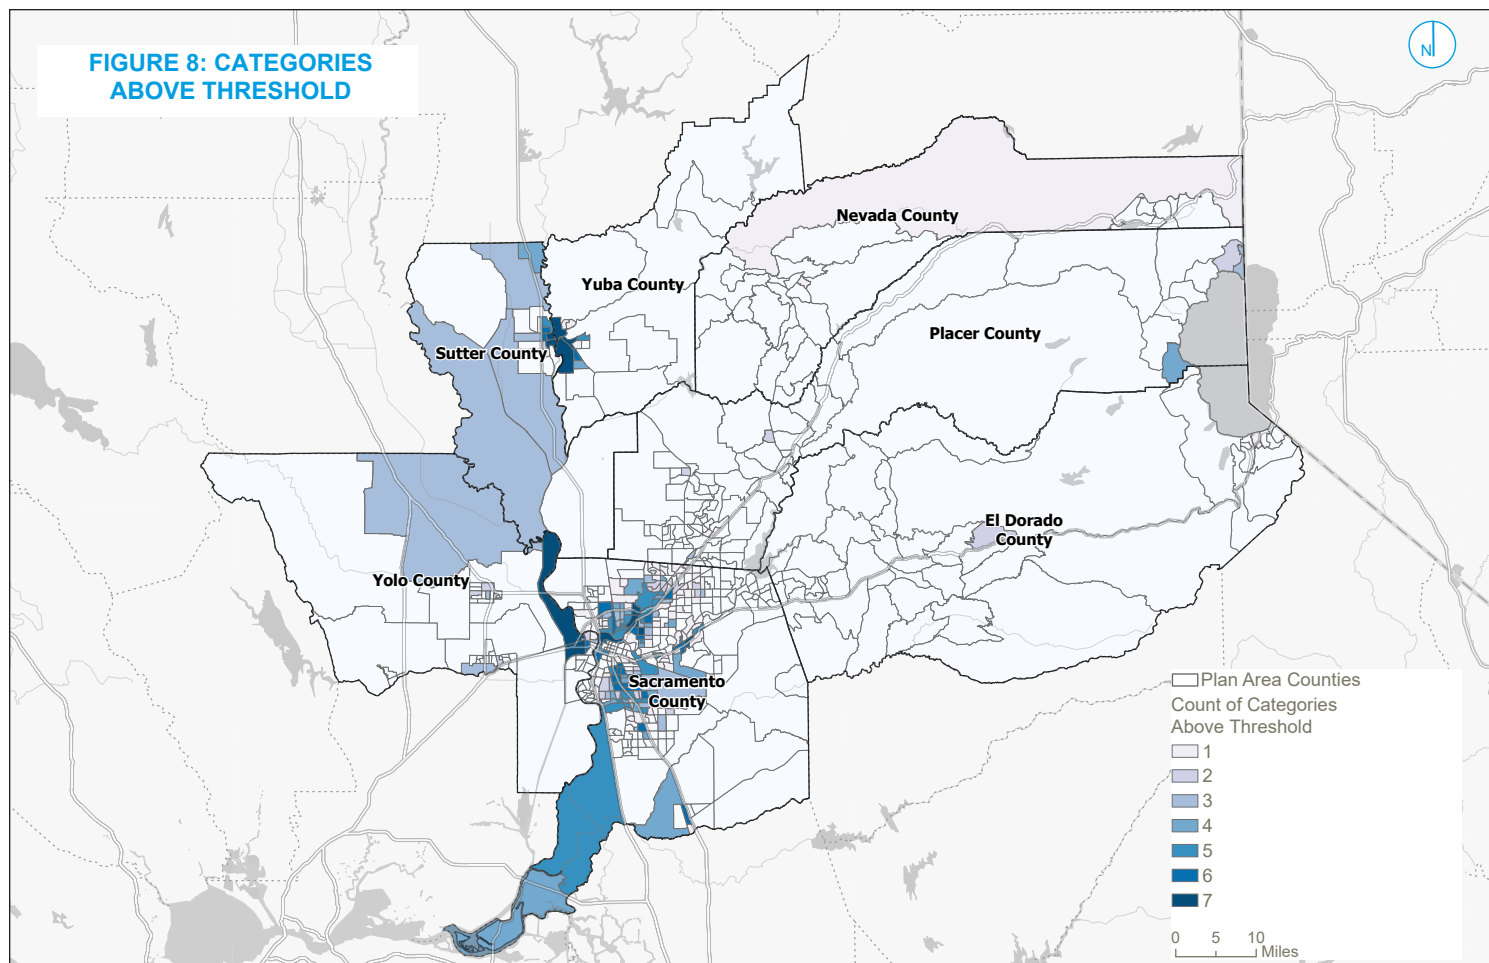 FIGURE 8: CATEGORIES
ABOVE THRESHOLD
N
Nevada County
Yuba County
Placer County
Sutter County
El Dorado
County
Yolo County
Sacramento
County
Plan Area Counties
Count of Categories
Above Threshold
1
2
3
4
5
6
7
0 5 10
Miles